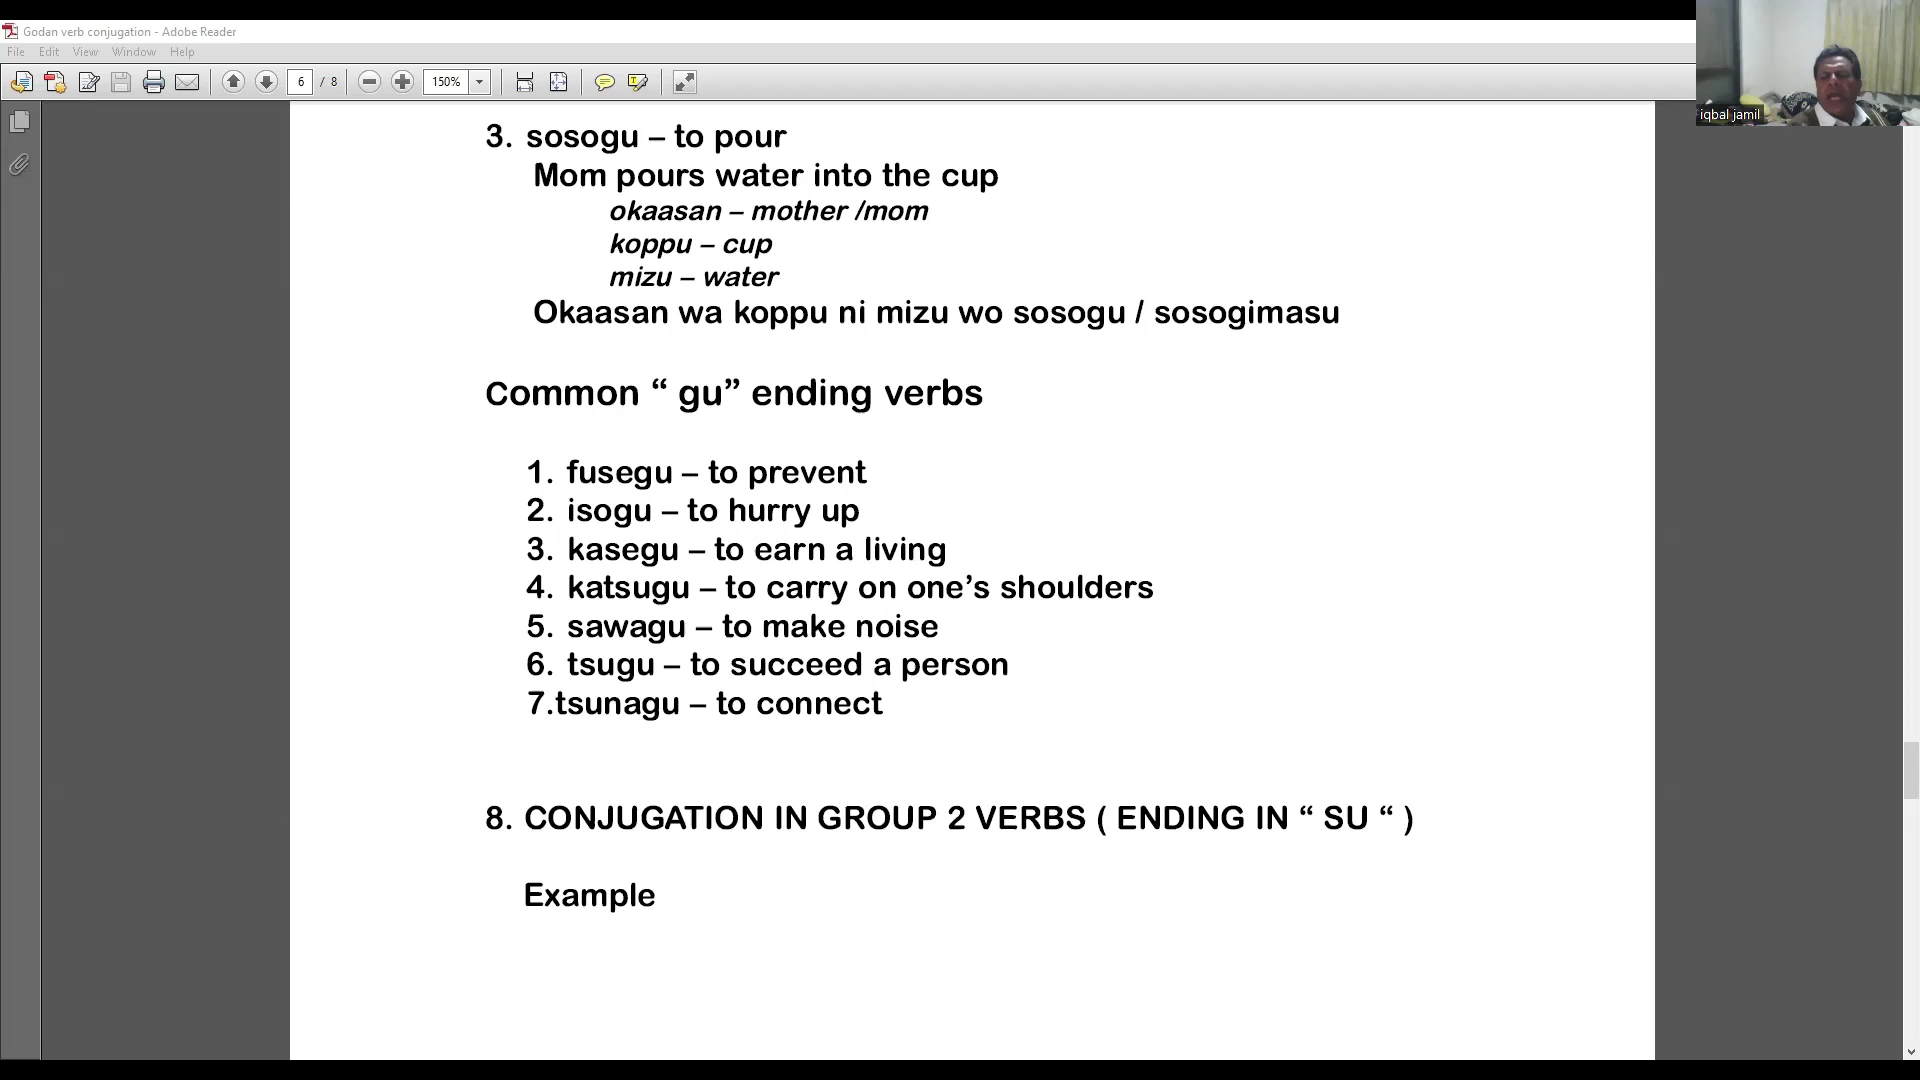 Godan verb conjugation - Adobe Reader
File Edit View Window Help
6 / 8 150%
iqbal jamil
3. sosogu – to pour
Mom pours water into the cup
okaasan – mother /mom
koppu – cup
mizu – water
Okaasan wa koppu ni mizu wo sosogu / sosogimasu
Common “ gu” ending verbs
1. fusegu – to prevent
2. isogu – to hurry up
3. kasegu – to earn a living
4. katsugu – to carry on one’s shoulders
5. sawagu – to make noise
6. tsugu – to succeed a person
7.tsunagu – to connect
8. CONJUGATION IN GROUP 2 VERBS ( ENDING IN “ SU “ )
Example